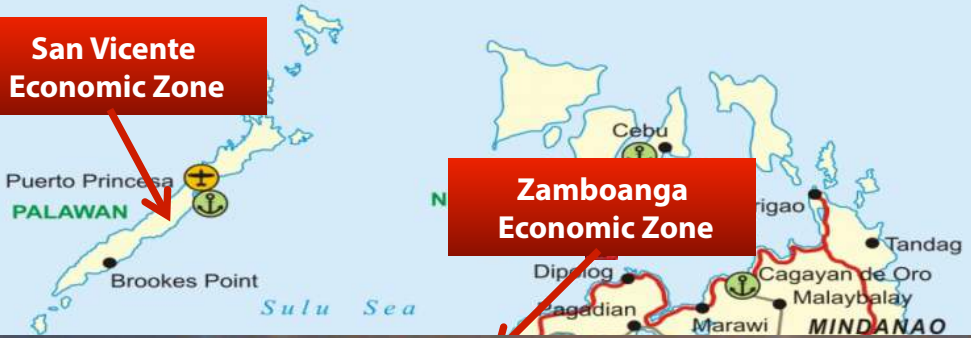 San Vicente
Economic Zone
Cebu
Puerto Princesa
PALAWAN
Zamboanga
Economic Zone
N
rigao
Tandag
Brookes Point
Dipolog
Cagayan de Oro
Malaybalay
Sulu Sea
Pagadian
Marawi
MINDANAO